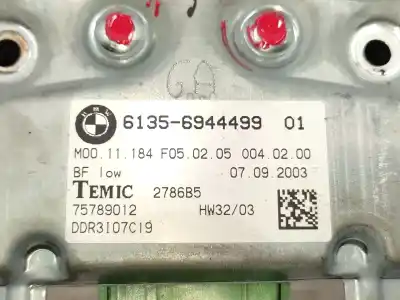 BMW
6135-6944499 01
M00.11.184 F05.02.05 004.02.00
BF low 07.09.2003
TEMIC 2786B5
75789012 HW32/03
DDR3I07C19